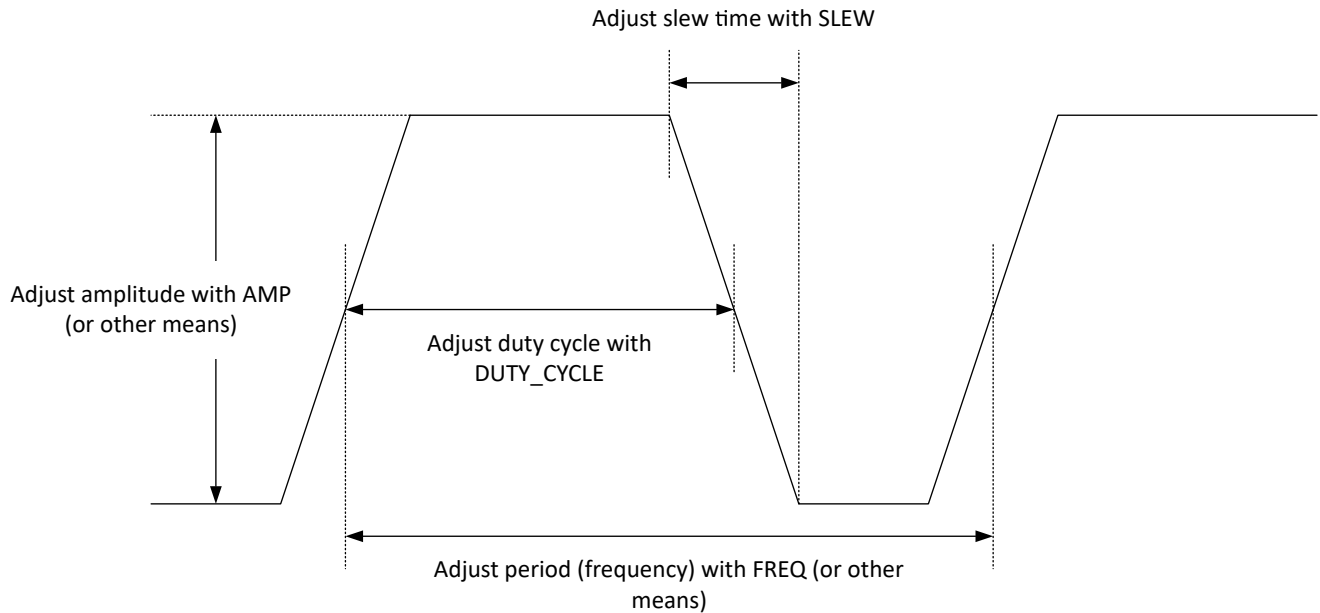 Adjust slew time with SLEW
Adjust amplitude with AMP
(or other means)
Adjust duty cycle with
DUTY_CYCLE
Adjust period (frequency) with FREQ (or other
means)